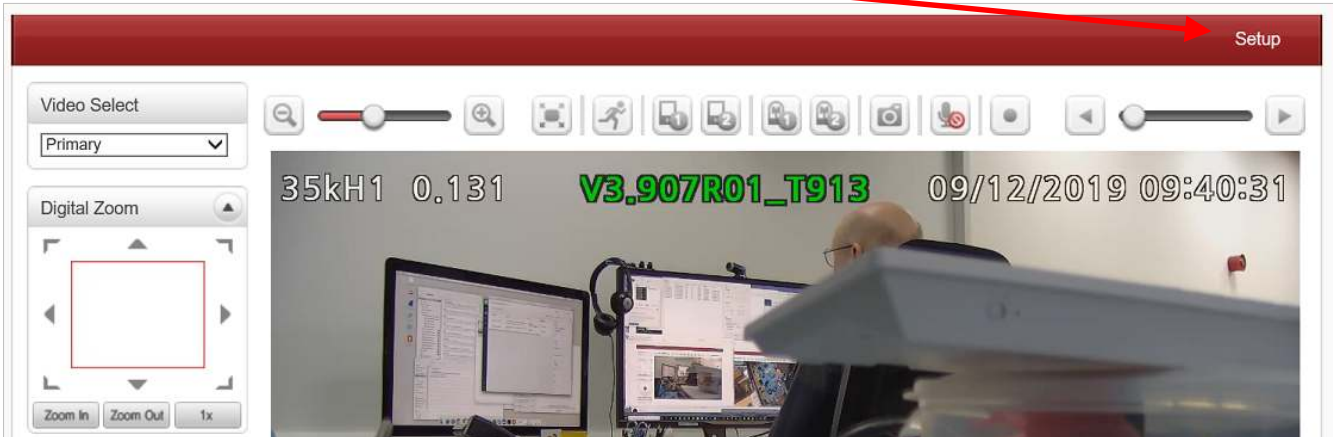 Setup
Video Select
Primary
35kH1 0.131 V3.907R01_T913 09/12/2019 09:40:31
Digital Zoom
Zoom In Zoom Out 1x